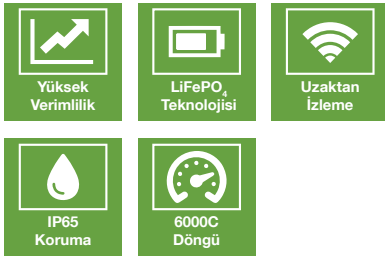 Yüksek
Verimlilik
LiFePO₄
Teknolojisi
Uzaktan
İzleme
IP65
Koruma
6000C
Döngü